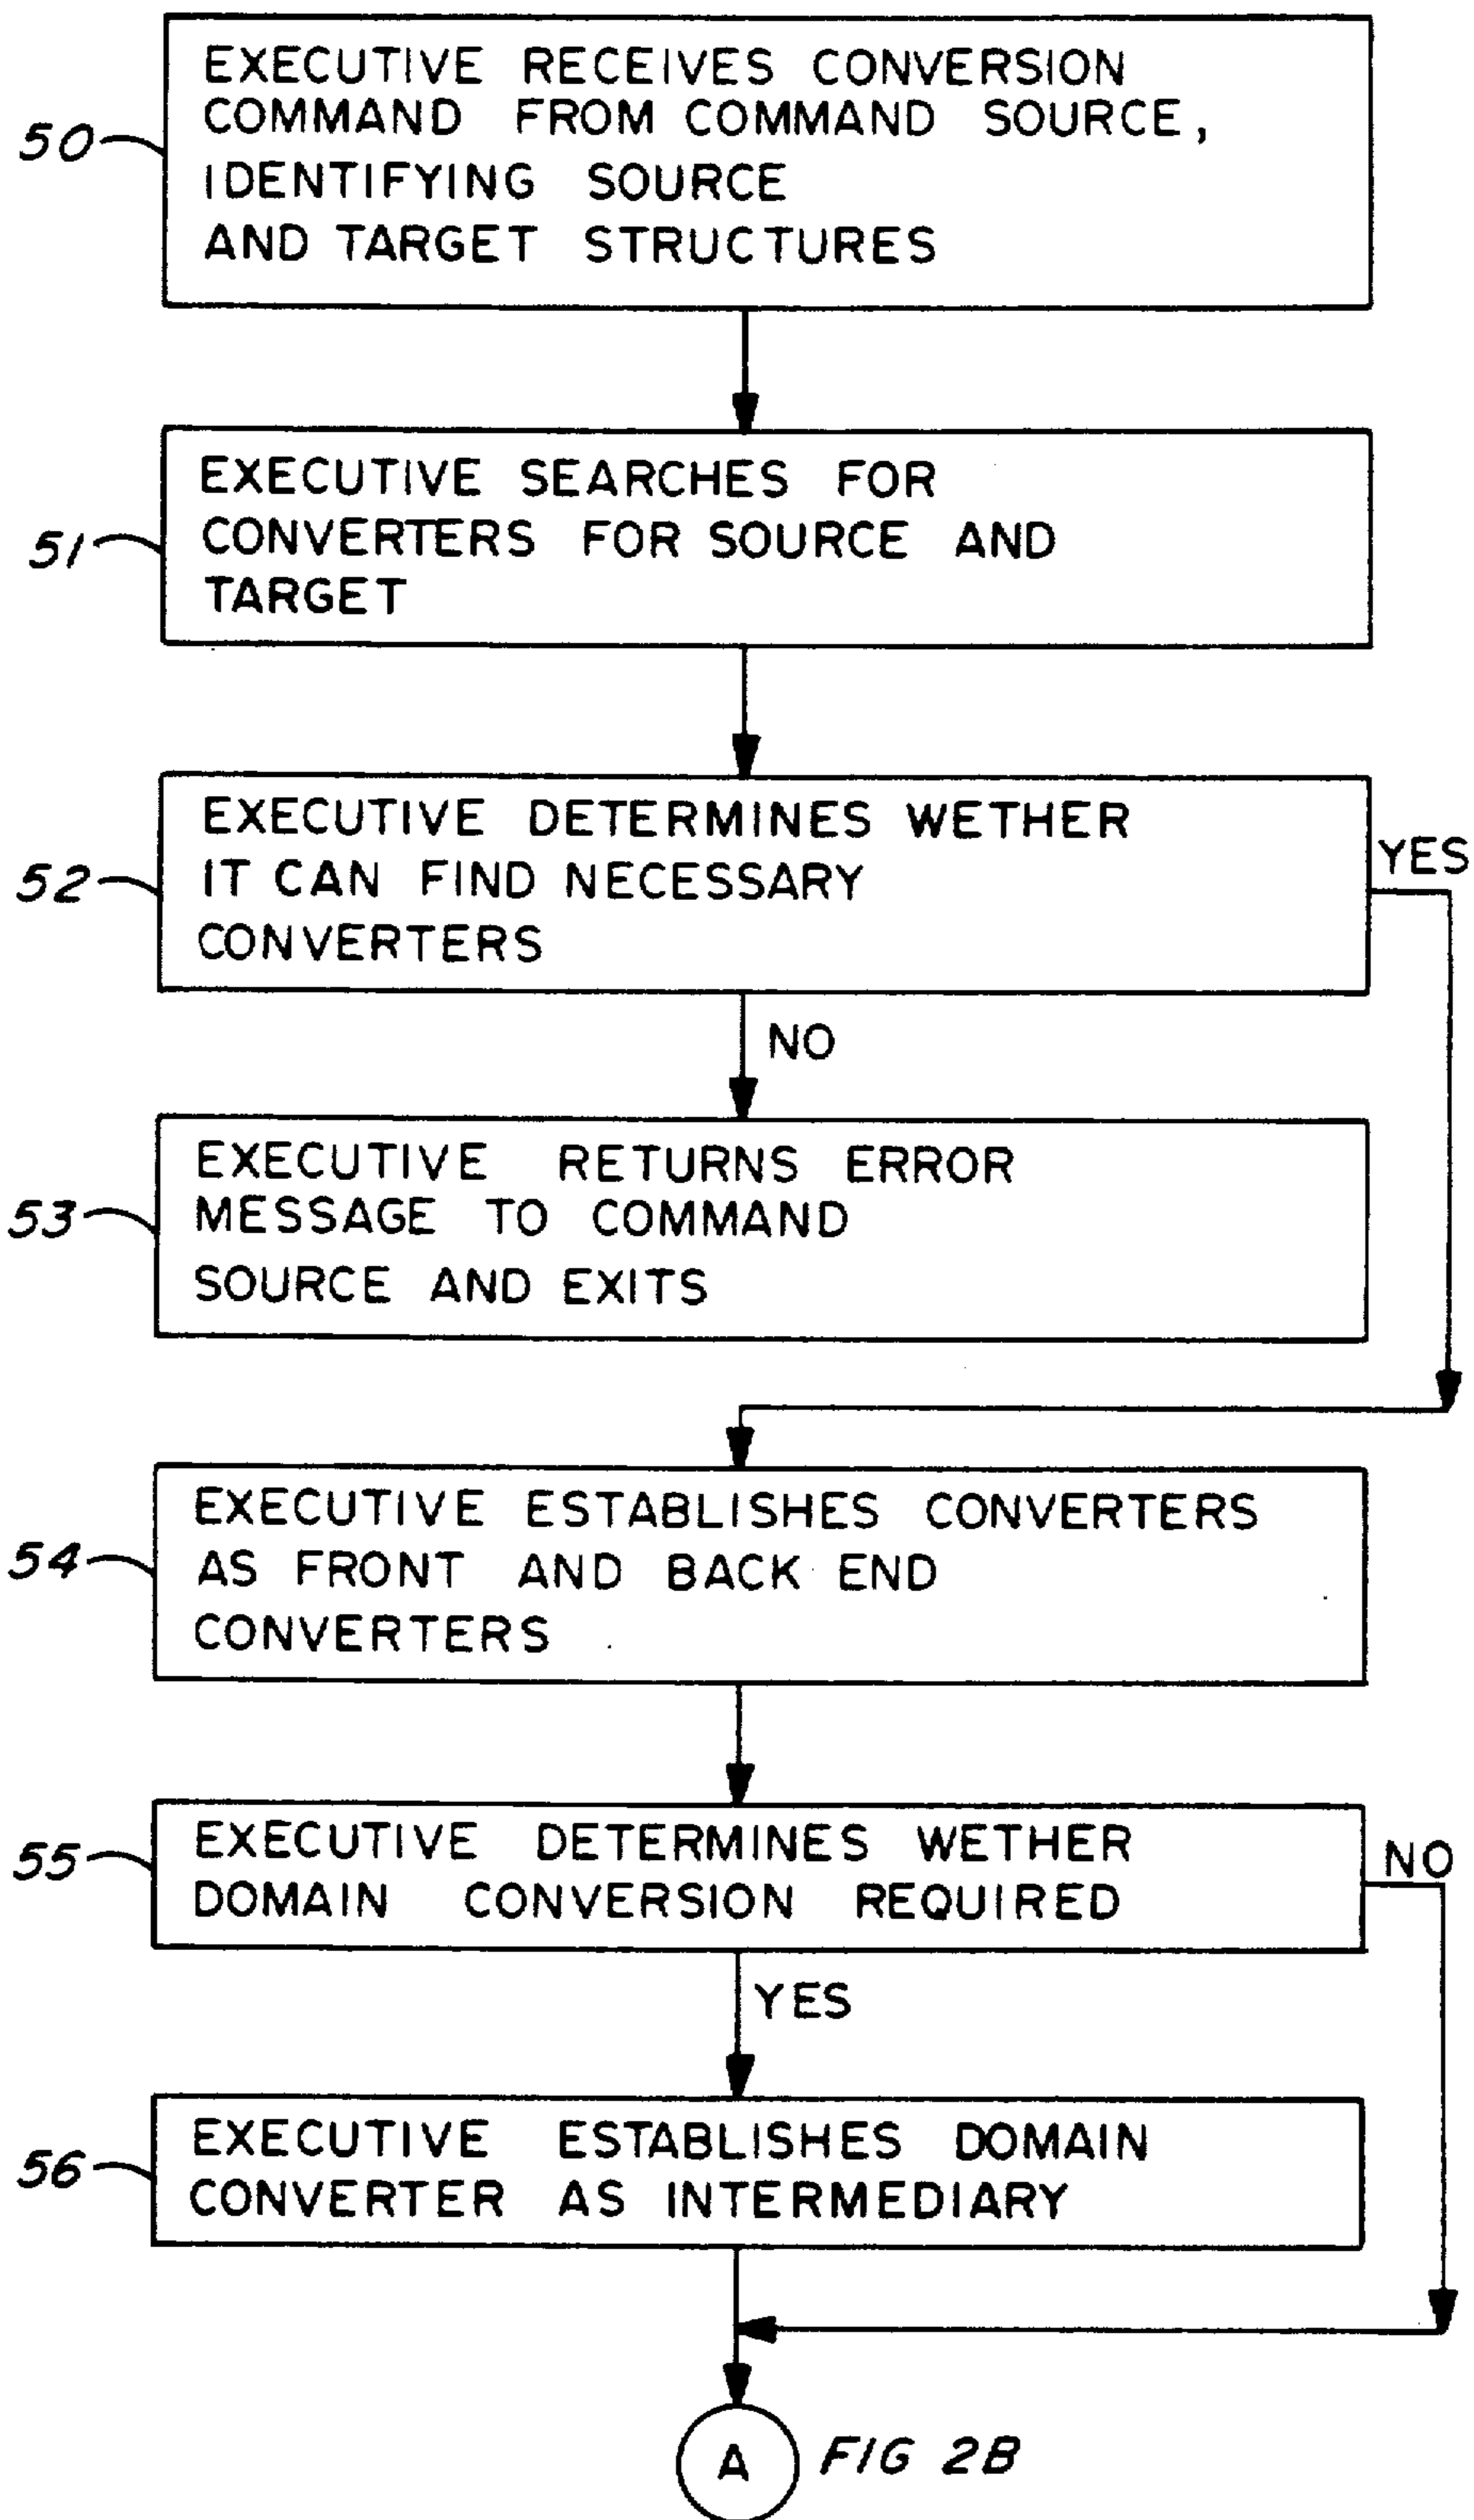 EXECUTIVE RECEIVES CONVERSION
COMMAND FROM COMMAND SOURCE,
IDENTIFYING SOURCE
AND TARGET STRUCTURES
50
EXECUTIVE SEARCHES FOR
CONVERTERS FOR SOURCE AND
TARGET
51
EXECUTIVE DETERMINES WETHER
IT CAN FIND NECESSARY
CONVERTERS
52
YES
NO
EXECUTIVE RETURNS ERROR
MESSAGE TO COMMAND
SOURCE AND EXITS
53
EXECUTIVE ESTABLISHES CONVERTERS
AS FRONT AND BACK END
CONVERTERS
54
EXECUTIVE DETERMINES WETHER
DOMAIN CONVERSION REQUIRED
55
NO
YES
EXECUTIVE ESTABLISHES DOMAIN
CONVERTER AS INTERMEDIARY
56
A FIG 2B